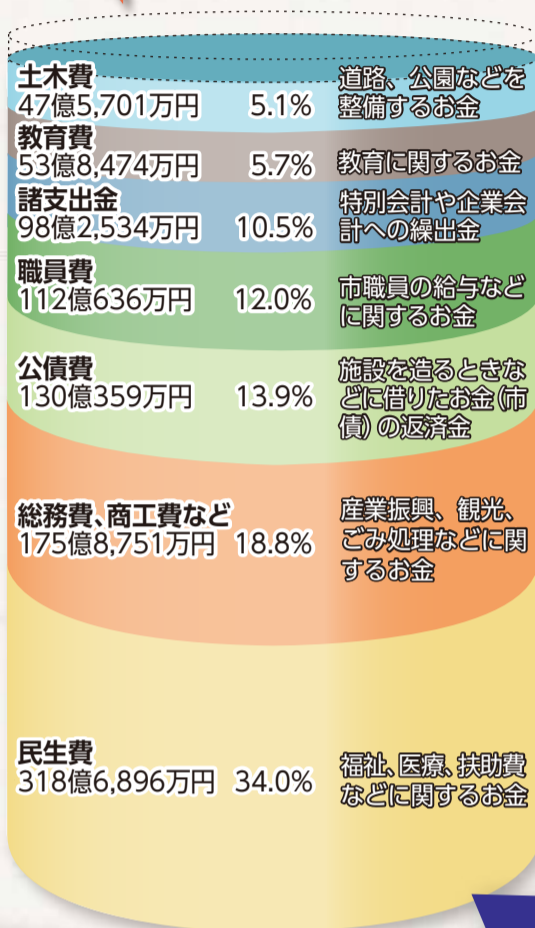 土木費
47億5,701万円 5.1%
道路、公園などを
整備するお金
教育費
53億8,474万円 5.7%
教育に関するお金
諸支出金
98億2,534万円 10.5%
特別会計や企業会
計への繰出金
職員費
112億636万円 12.0%
市職員の給与など
に関するお金
公債費
130億359万円 13.9%
施設を造るときな
どに借りたお金(市
債)の返済金
総務費、商工費など
175億8,751万円 18.8%
産業振興、観光、
ごみ処理などに関
するお金
民生費
318億6,896万円 34.0%
福祉、医療、扶助費
などに関するお金